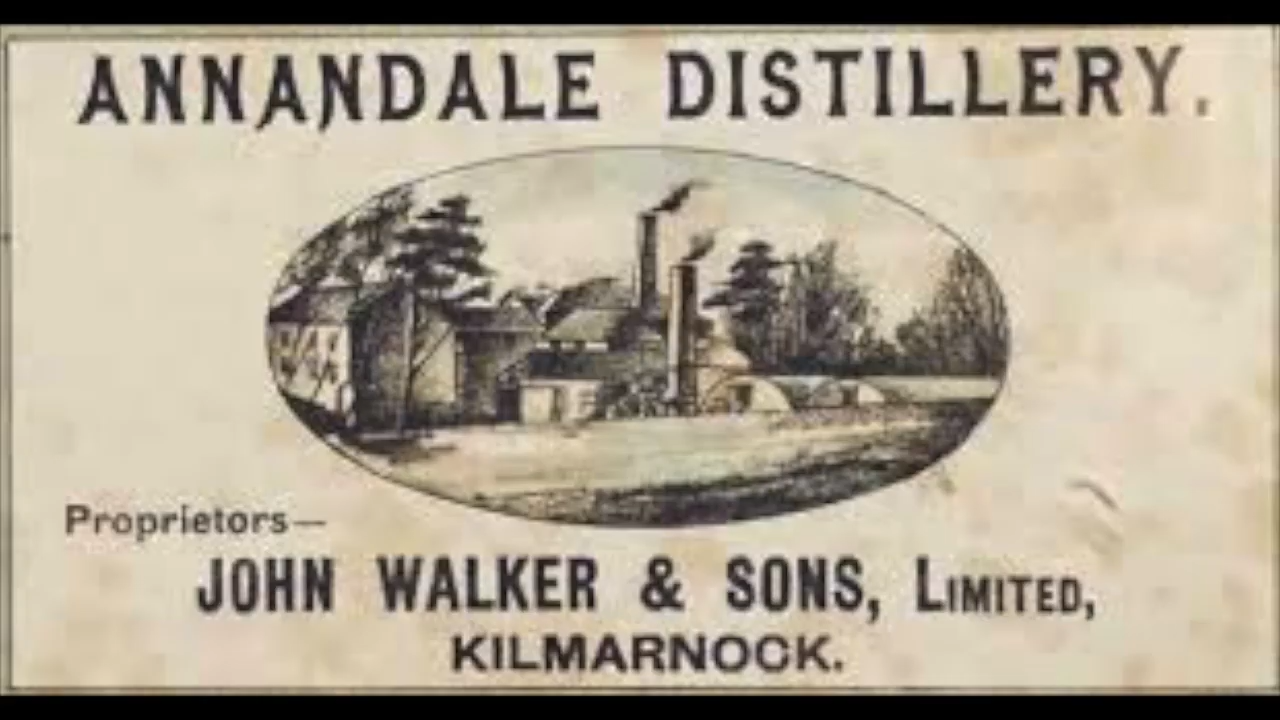 ANNANDALE DISTILLERY.
Proprietors—
JOHN WALKER & SONS, LIMITED,
KILMARNOCK.